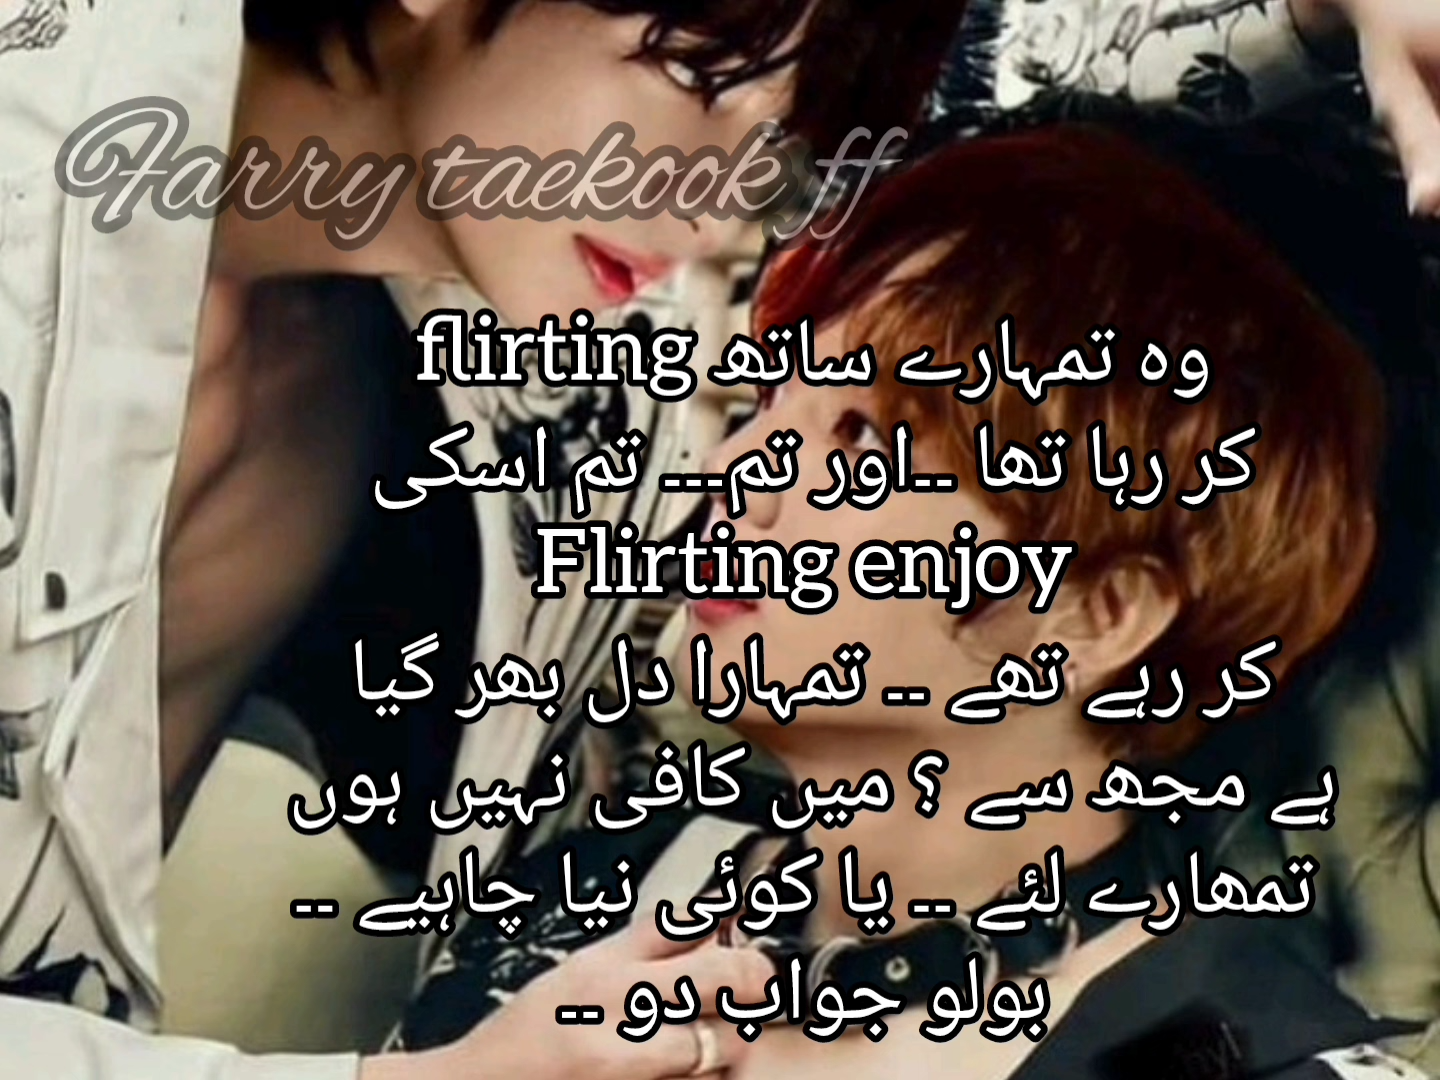 Farry taekook ff
وہ تمہارے ساتھ flirting
کر رہا تھا --اور تم--- تم اسکی
Flirting enjoy
کر رہے تھے -- تمہارا دل بھر گیا
ہے مجھ سے ؟ میں کافی نہیں ہوں
تمھارے لئے -- یا کوئی نیا چاہیے --
بولو جواب دو --